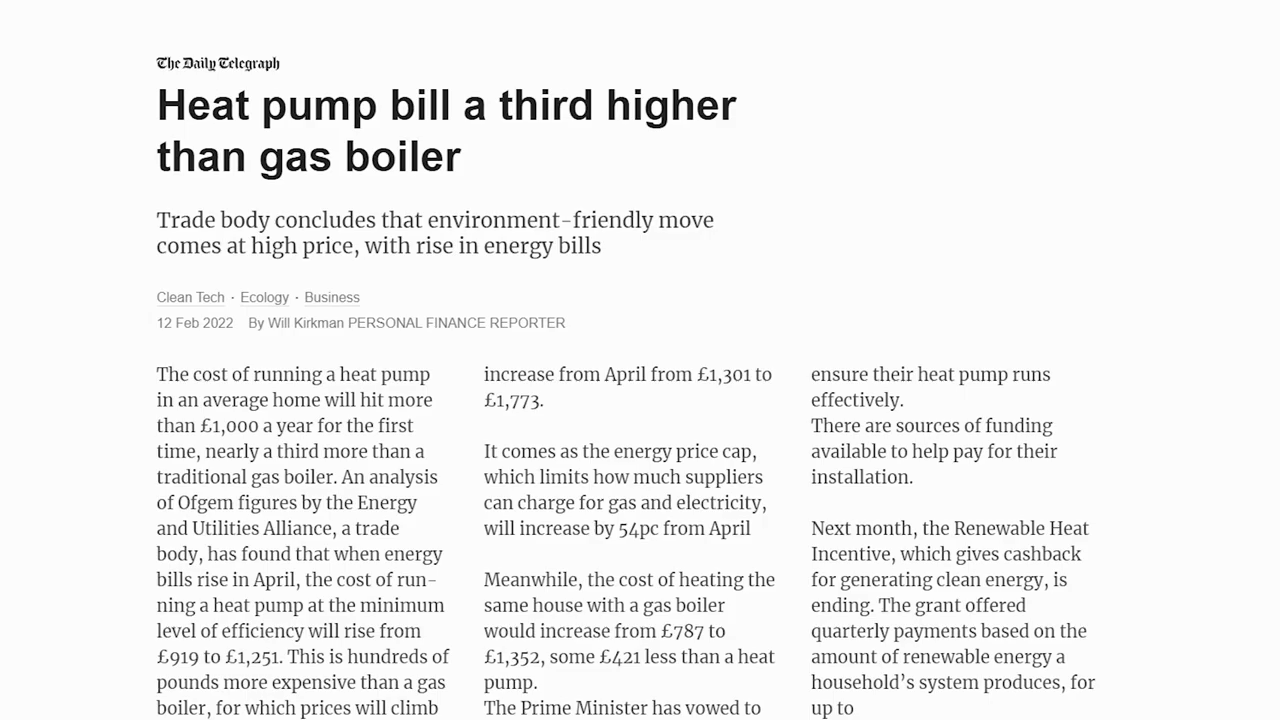 The Daily Telegraph
Heat pump bill a third higher
than gas boiler
Trade body concludes that environment-friendly move
comes at high price, with rise in energy bills
Clean Tech · Ecology · Business
12 Feb 2022 By Will Kirkman PERSONAL FINANCE REPORTER
The cost of running a heat pump
in an average home will hit more
than £1,000 a year for the first
time, nearly a third more than a
traditional gas boiler. An analysis
of Ofgem figures by the Energy
and Utilities Alliance, a trade
body, has found that when energy
bills rise in April, the cost of run-
ning a heat pump at the minimum
level of efficiency will rise from
£919 to £1,251. This is hundreds of
pounds more expensive than a gas
boiler, for which prices will climb
increase from April from £1,301 to
£1,773.
It comes as the energy price cap,
which limits how much suppliers
can charge for gas and electricity,
will increase by 54pc from April
Meanwhile, the cost of heating the
same house with a gas boiler
would increase from £787 to
£1,352, some £421 less than a heat
pump.
The Prime Minister has vowed to
ensure their heat pump runs
effectively.
There are sources of funding
available to help pay for their
installation.
Next month, the Renewable Heat
Incentive, which gives cashback
for generating clean energy, is
ending. The grant offered
quarterly payments based on the
amount of renewable energy a
household’s system produces, for
up to